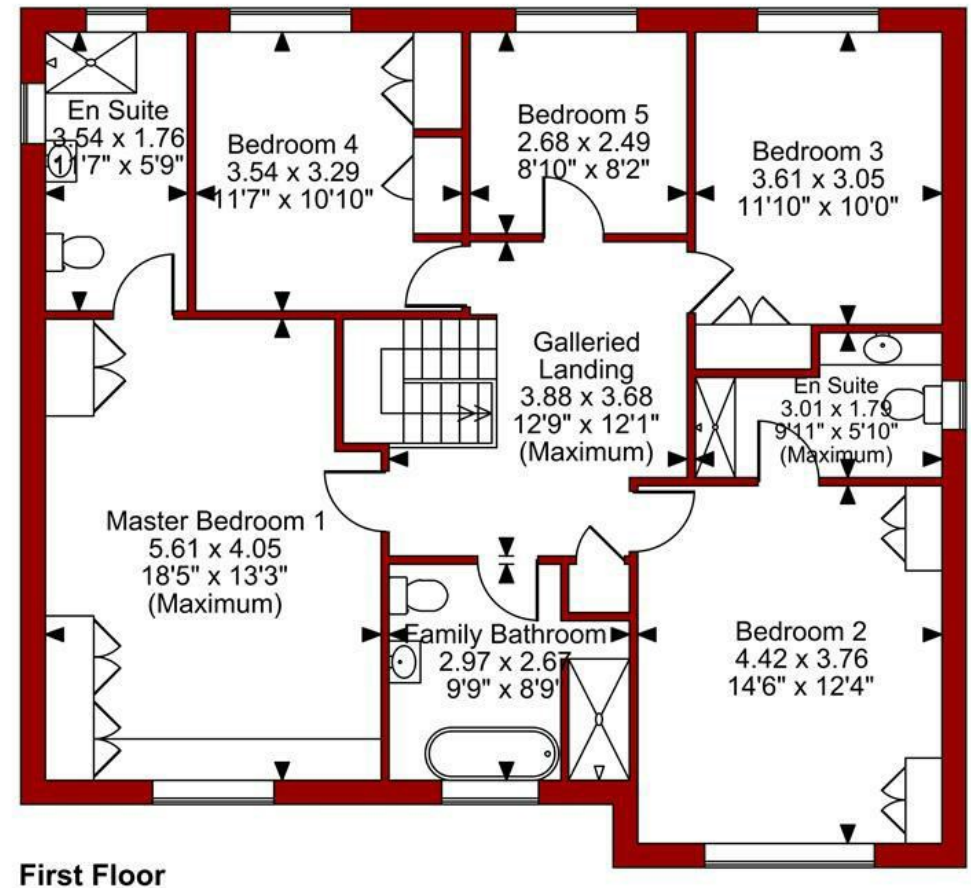 En Suite
3.54 x 1.76
11'7" x 5'9"
Bedroom 4
3.54 x 3.29
11'7" x 10'10"
Bedroom 5
2.68 x 2.49
8'10" x 8'2"
Bedroom 3
3.61 x 3.05
11'10" x 10'0"
Galleried
Landing
3.88 x 3.68
12'9" x 12'1"
(Maximum)
En Suite
3.01 x 1.79
9'11" x 5'10"
(Maximum)
Master Bedroom 1
5.61 x 4.05
18'5" x 13'3"
(Maximum)
Family Bathroom
2.97 x 2.67
9'9" x 8'9"
Bedroom 2
4.42 x 3.76
14'6" x 12'4"
First Floor